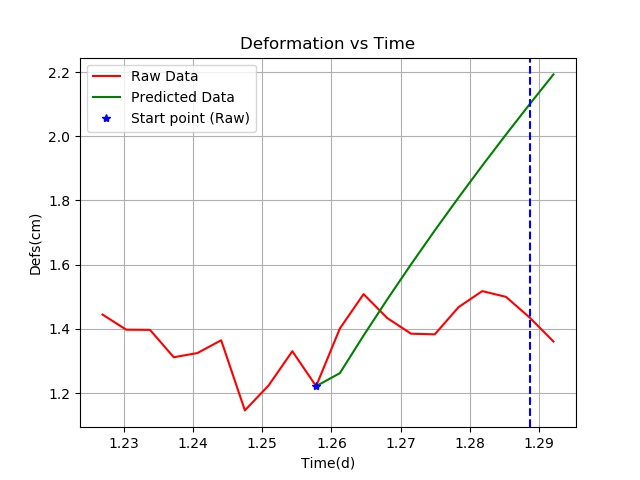 Deformation vs Time
Raw Data
Predicted Data
Start point (Raw)
Defs(cm)
2.2
2.0
1.8
1.6
1.4
1.2
1.23 1.24 1.25 1.26 1.27 1.28 1.29
Time(d)